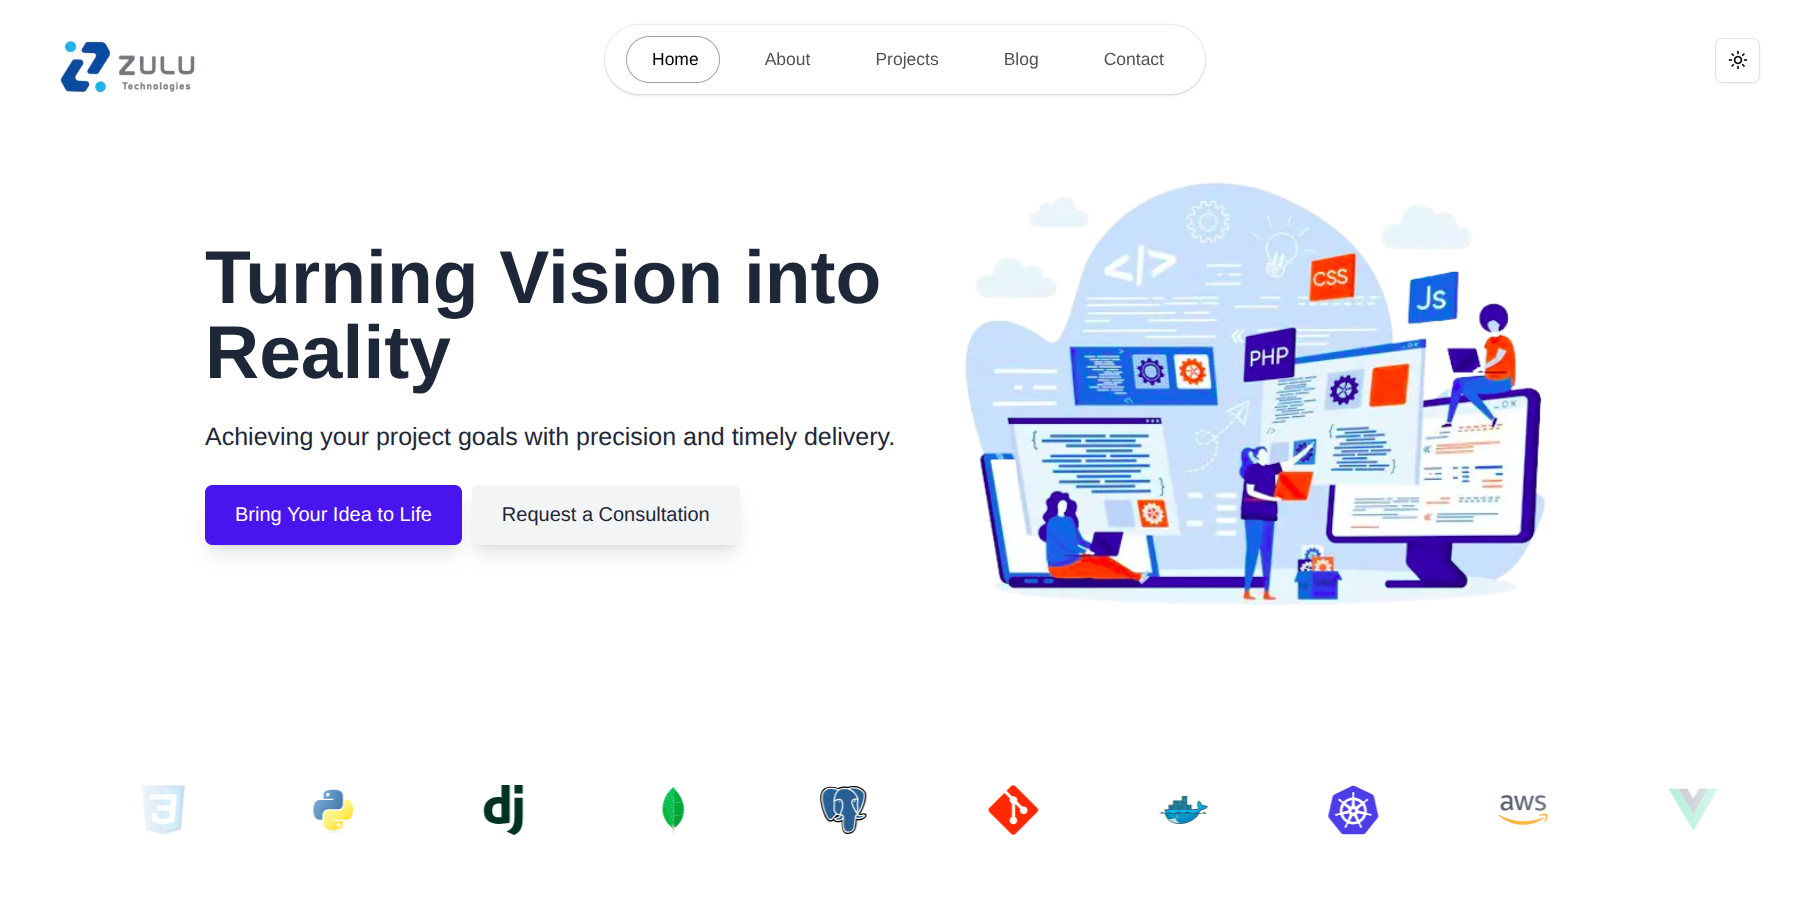 ZULU
Technologies
Home
About
Projects
Blog
Contact
Turning Vision into
Reality
Achieving your project goals with precision and timely delivery.
Bring Your Idea to Life
Request a Consultation
</>
CSS
Js
PHP
3
dj
aws